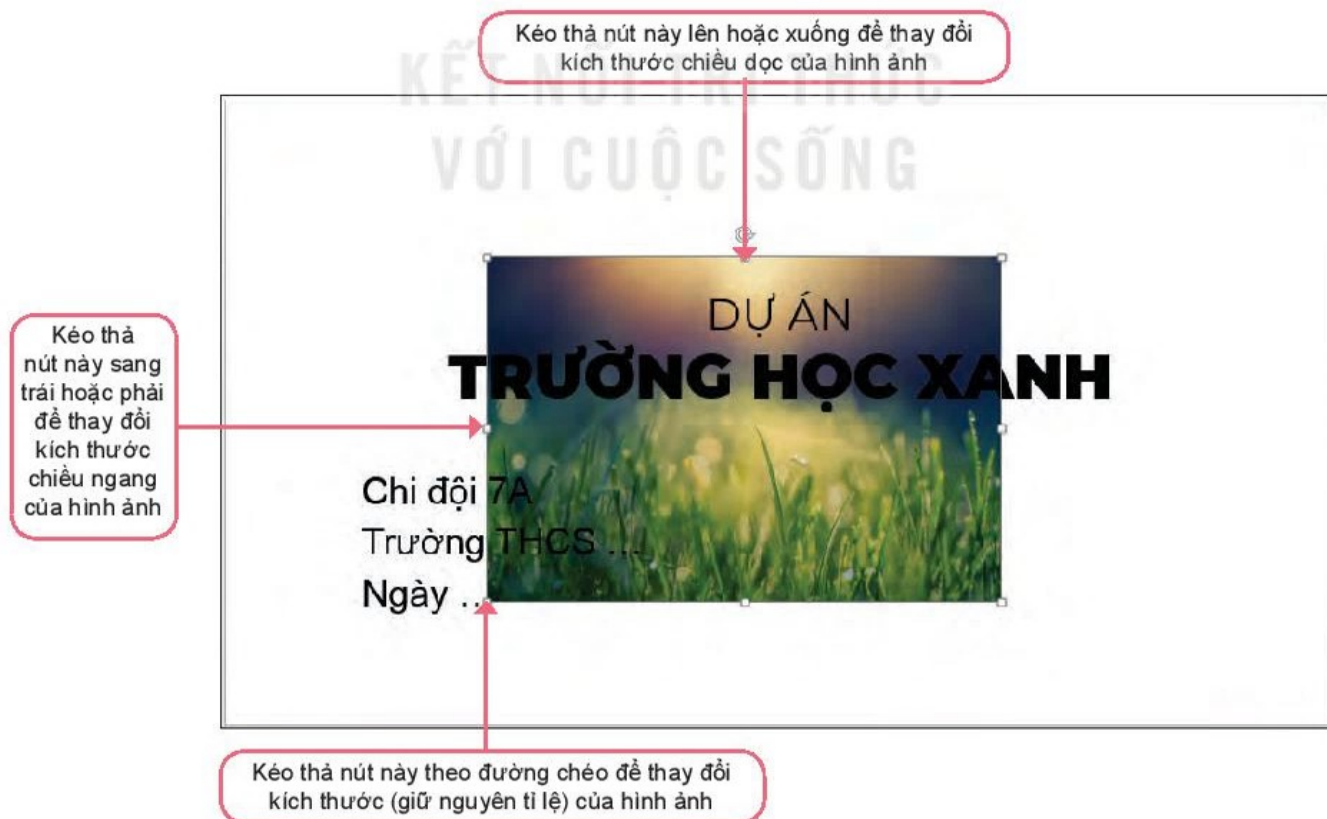 Kéo thả nút này lên hoặc xuống để thay đổi
kích thước chiều dọc của hình ảnh
KẾT NỐI TRI THỨC
VỚI CUỘC SỐNG
DỰ ÁN
TRƯỜNG HỌC XANH
Kéo thả
nút này sang
trái hoặc phải
để thay đổi
kích thước
chiều ngang
của hình ảnh
Chi đội 7A
Trường THCS ...
Ngày ...
Kéo thả nút này theo đường chéo để thay đổi
kích thước (giữ nguyên tỉ lệ) của hình ảnh